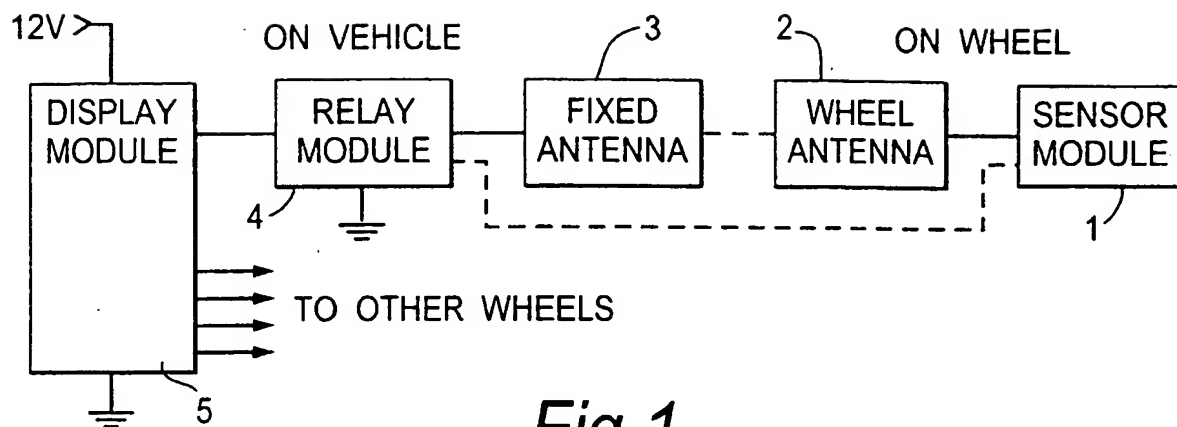 12V
ON VEHICLE
3
2
ON WHEEL
DISPLAY
MODULE
RELAY
MODULE
FIXED
ANTENNA
WHEEL
ANTENNA
SENSOR
MODULE
4
1
TO OTHER WHEELS
5
Fig.1